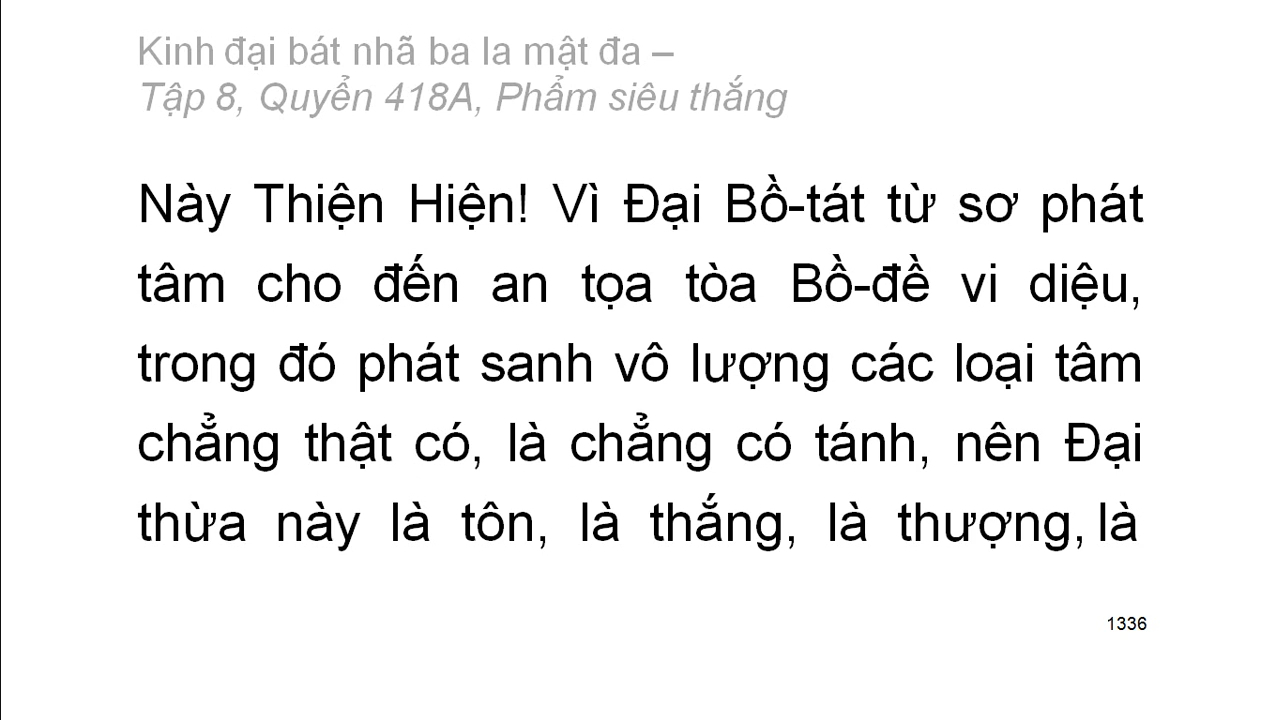 Kinh đại bát nhã ba la mật đa –
Tập 8, Quyển 418A, Phẩm siêu thắng
Này Thiện Hiện! Vì Đại Bồ-tát từ sơ phát
tâm cho đến an tọa tòa Bồ-đề vi diệu,
trong đó phát sanh vô lượng các loại tâm
chẳng thật có, là chẳng có tánh, nên Đại
thừa này là tôn, là thắng, là thượng, là
1336